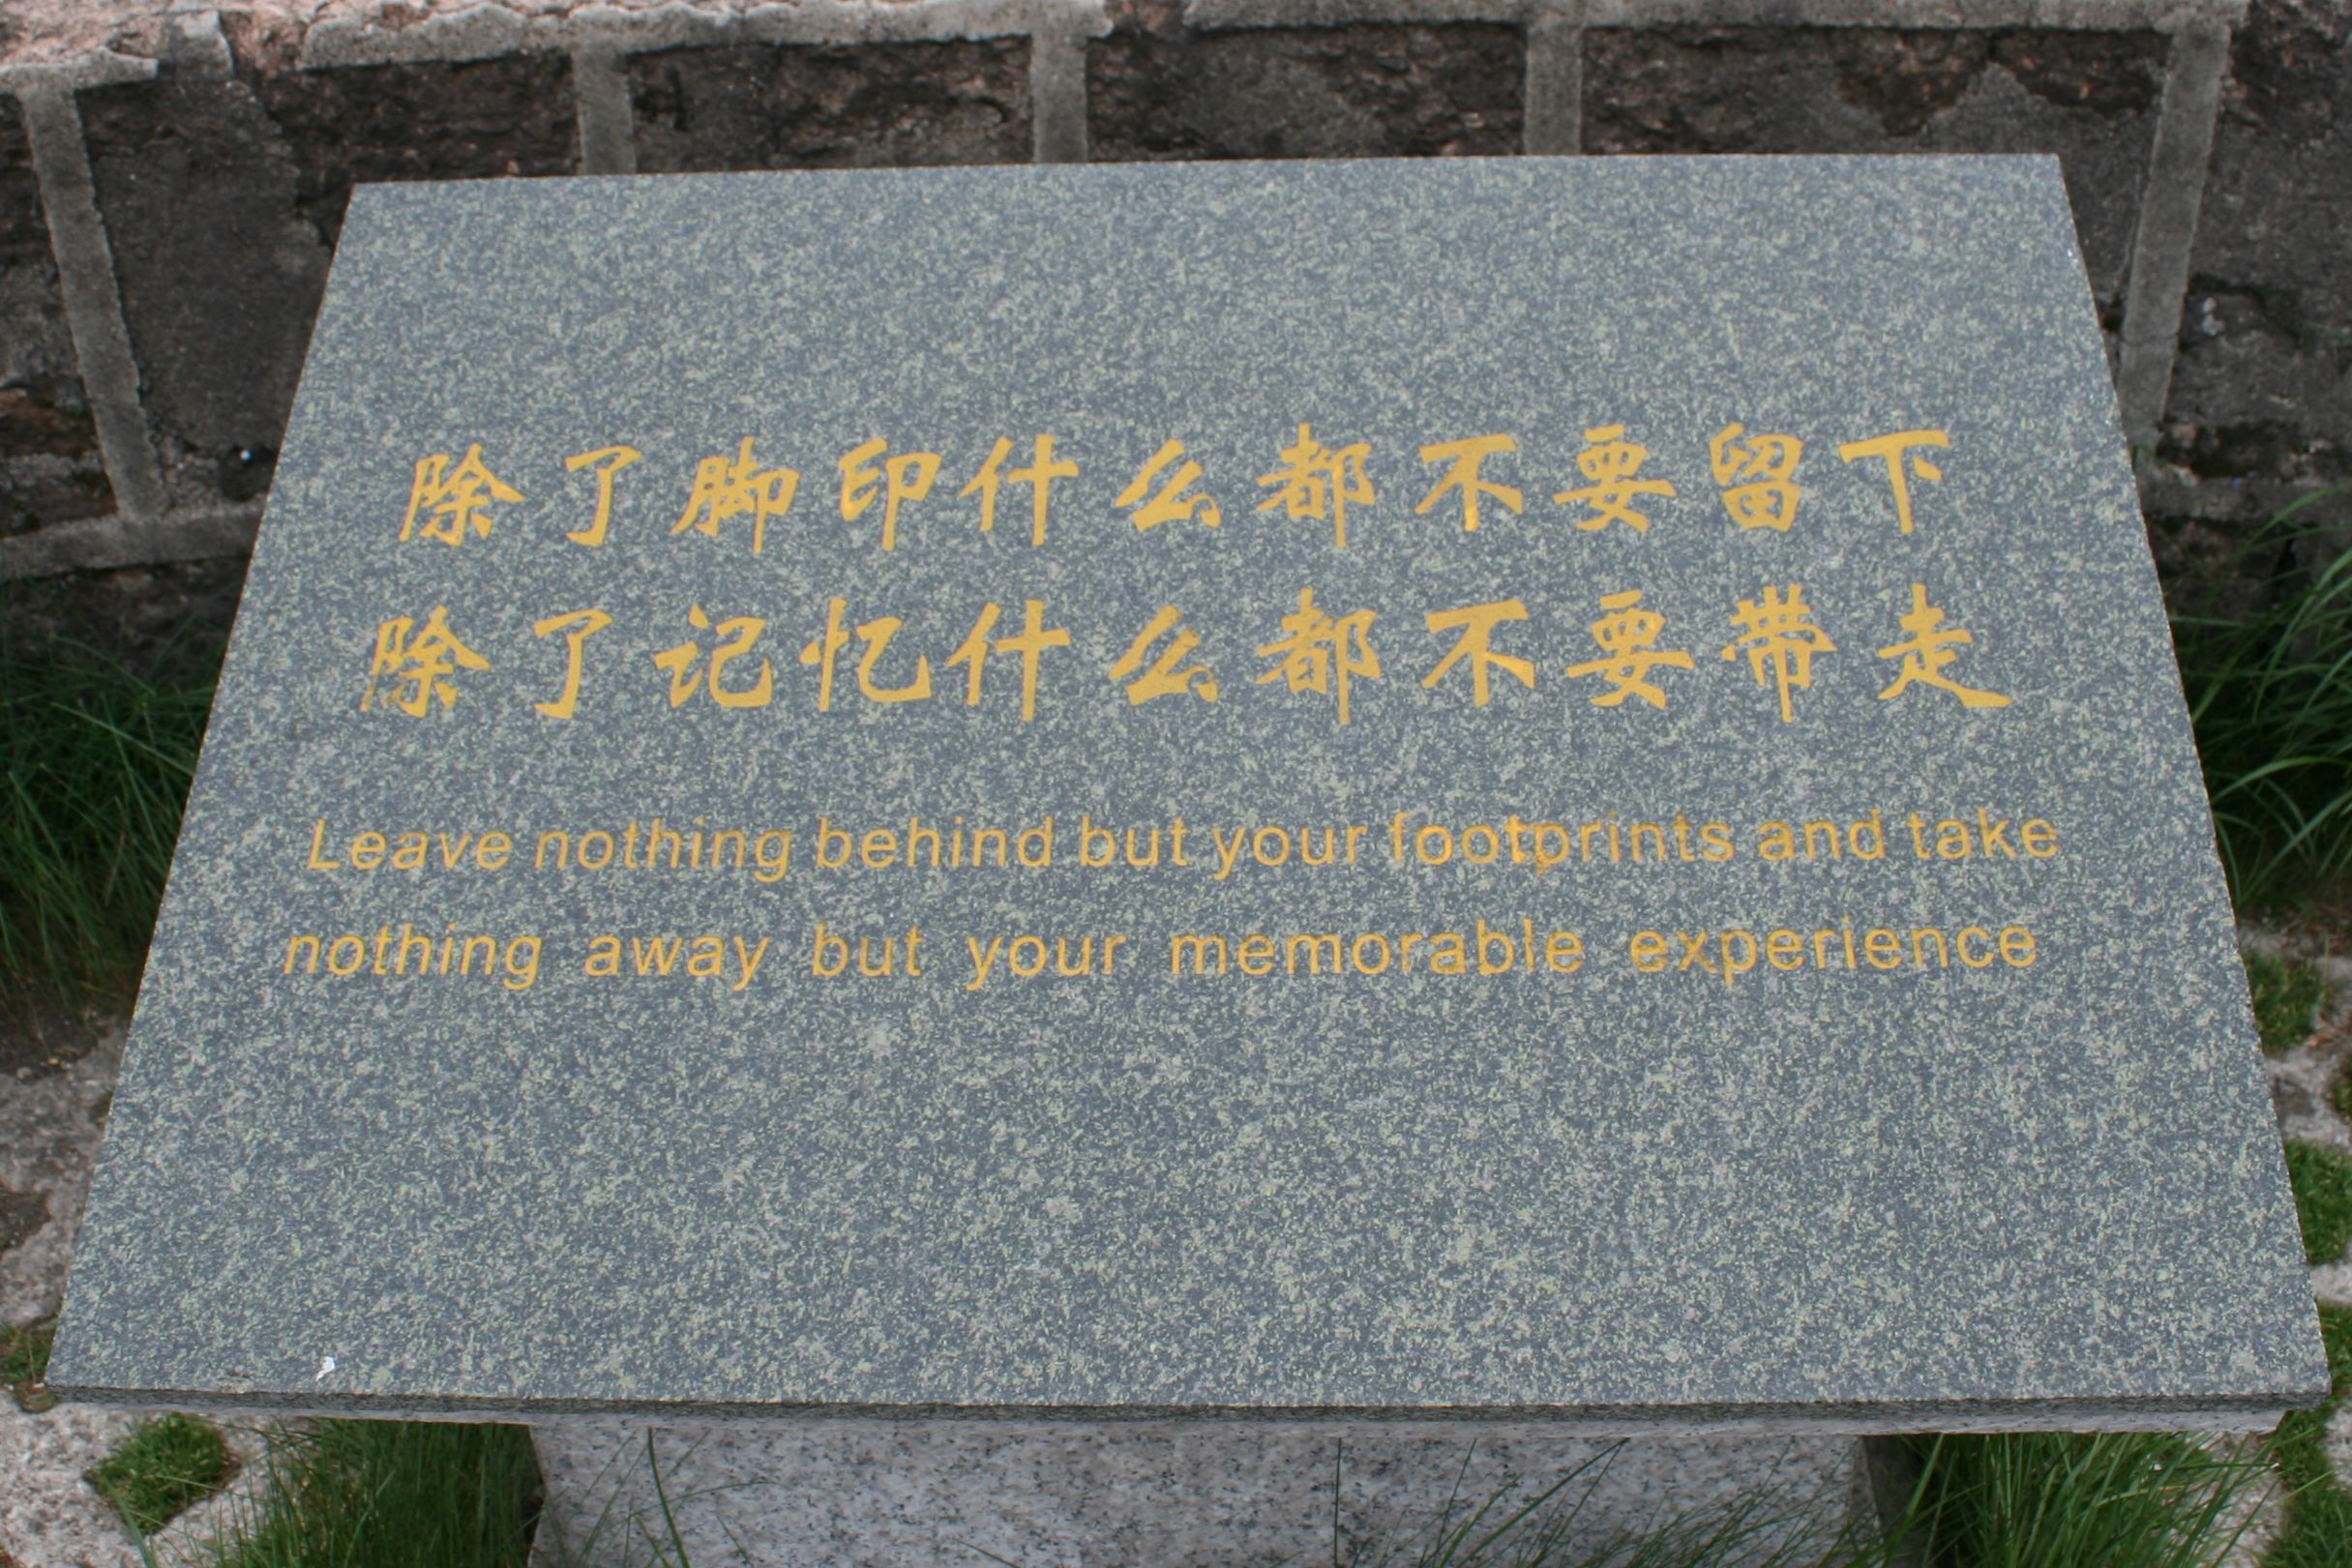 除了脚印什么都不要留下
除了记忆什么都不要带走
Leave nothing behind but your footprints and take
nothing away but your memorable experience